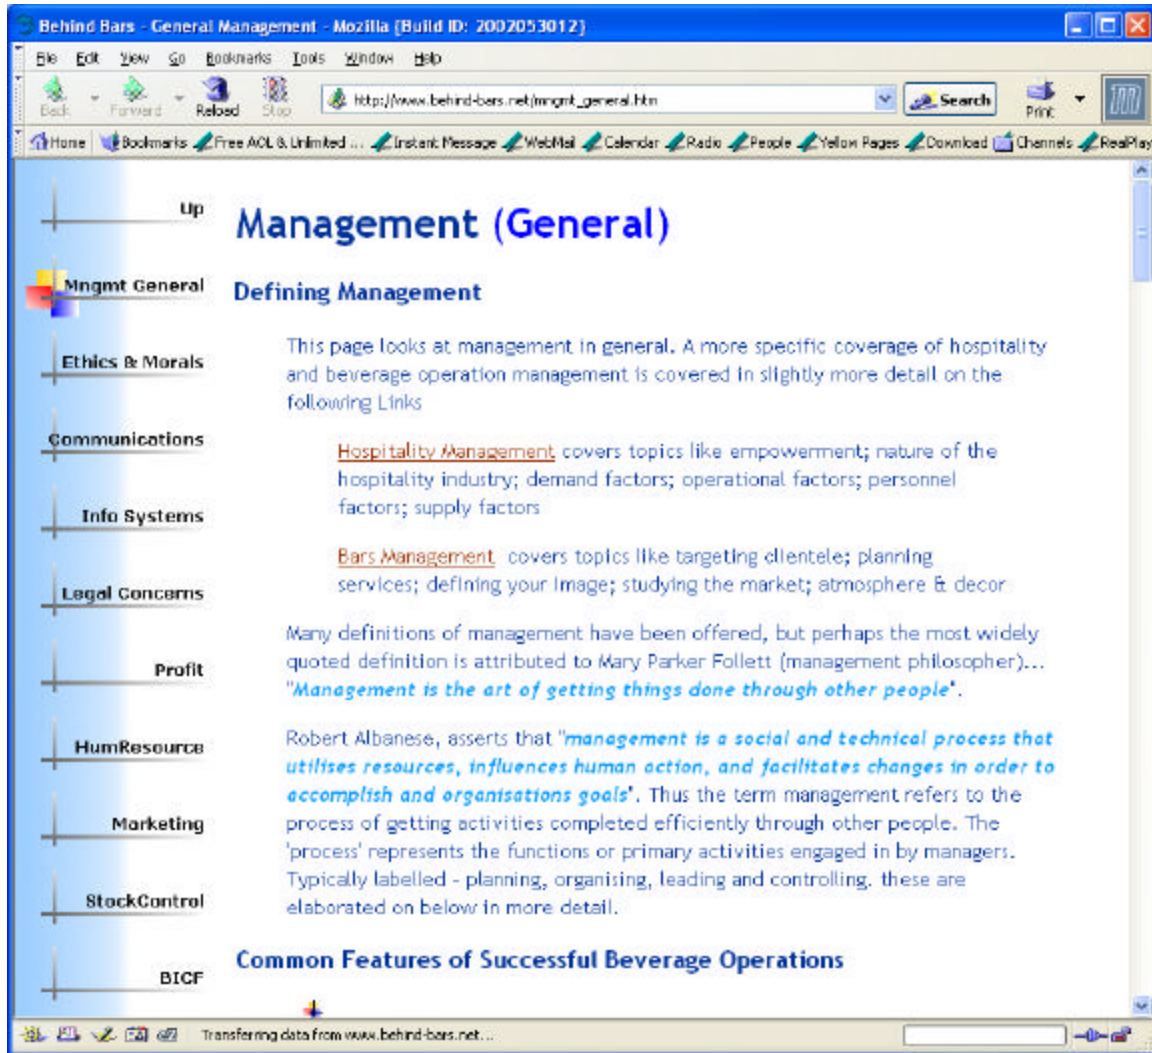 Behind Bars - General Management - Mozilla {Build ID: 2002053012}
File Edit View Go Bookmarks Tools Window Help
Back Forward Reload Stop http://www.behind-bars.net/mngmt_general.htm Search Print
Home Bookmarks Free AOL & Unlimited ... Instant Message WebMail Calendar Radio People Yellow Pages Download Channels RealPlay
Up
Mngmt General
Ethics & Morals
Communications
Info Systems
Legal Concerns
Profit
HumResource
Marketing
StockControl
BICF
Management (General)
Defining Management
This page looks at management in general. A more specific coverage of hospitality
and beverage operation management is covered in slightly more detail on the
following Links
Hospitality Management covers topics like empowerment; nature of the
hospitality industry; demand factors; operational factors; personnel
factors; supply factors
Bars Management covers topics like targeting clientele; planning
services; defining your image; studying the market; atmosphere & decor
Many definitions of management have been offered, but perhaps the most widely
quoted definition is attributed to Mary Parker Follett (management philosopher)...
"Management is the art of getting things done through other people".
Robert Albanese, asserts that "management is a social and technical process that
utilises resources, influences human action, and facilitates changes in order to
accomplish and organisations goals". Thus the term management refers to the
process of getting activities completed efficiently through other people. The
'process' represents the functions or primary activities engaged in by managers.
Typically labelled - planning, organising, leading and controlling. these are
elaborated on below in more detail.
Common Features of Successful Beverage Operations
Transferring data from www.behind-bars.net...